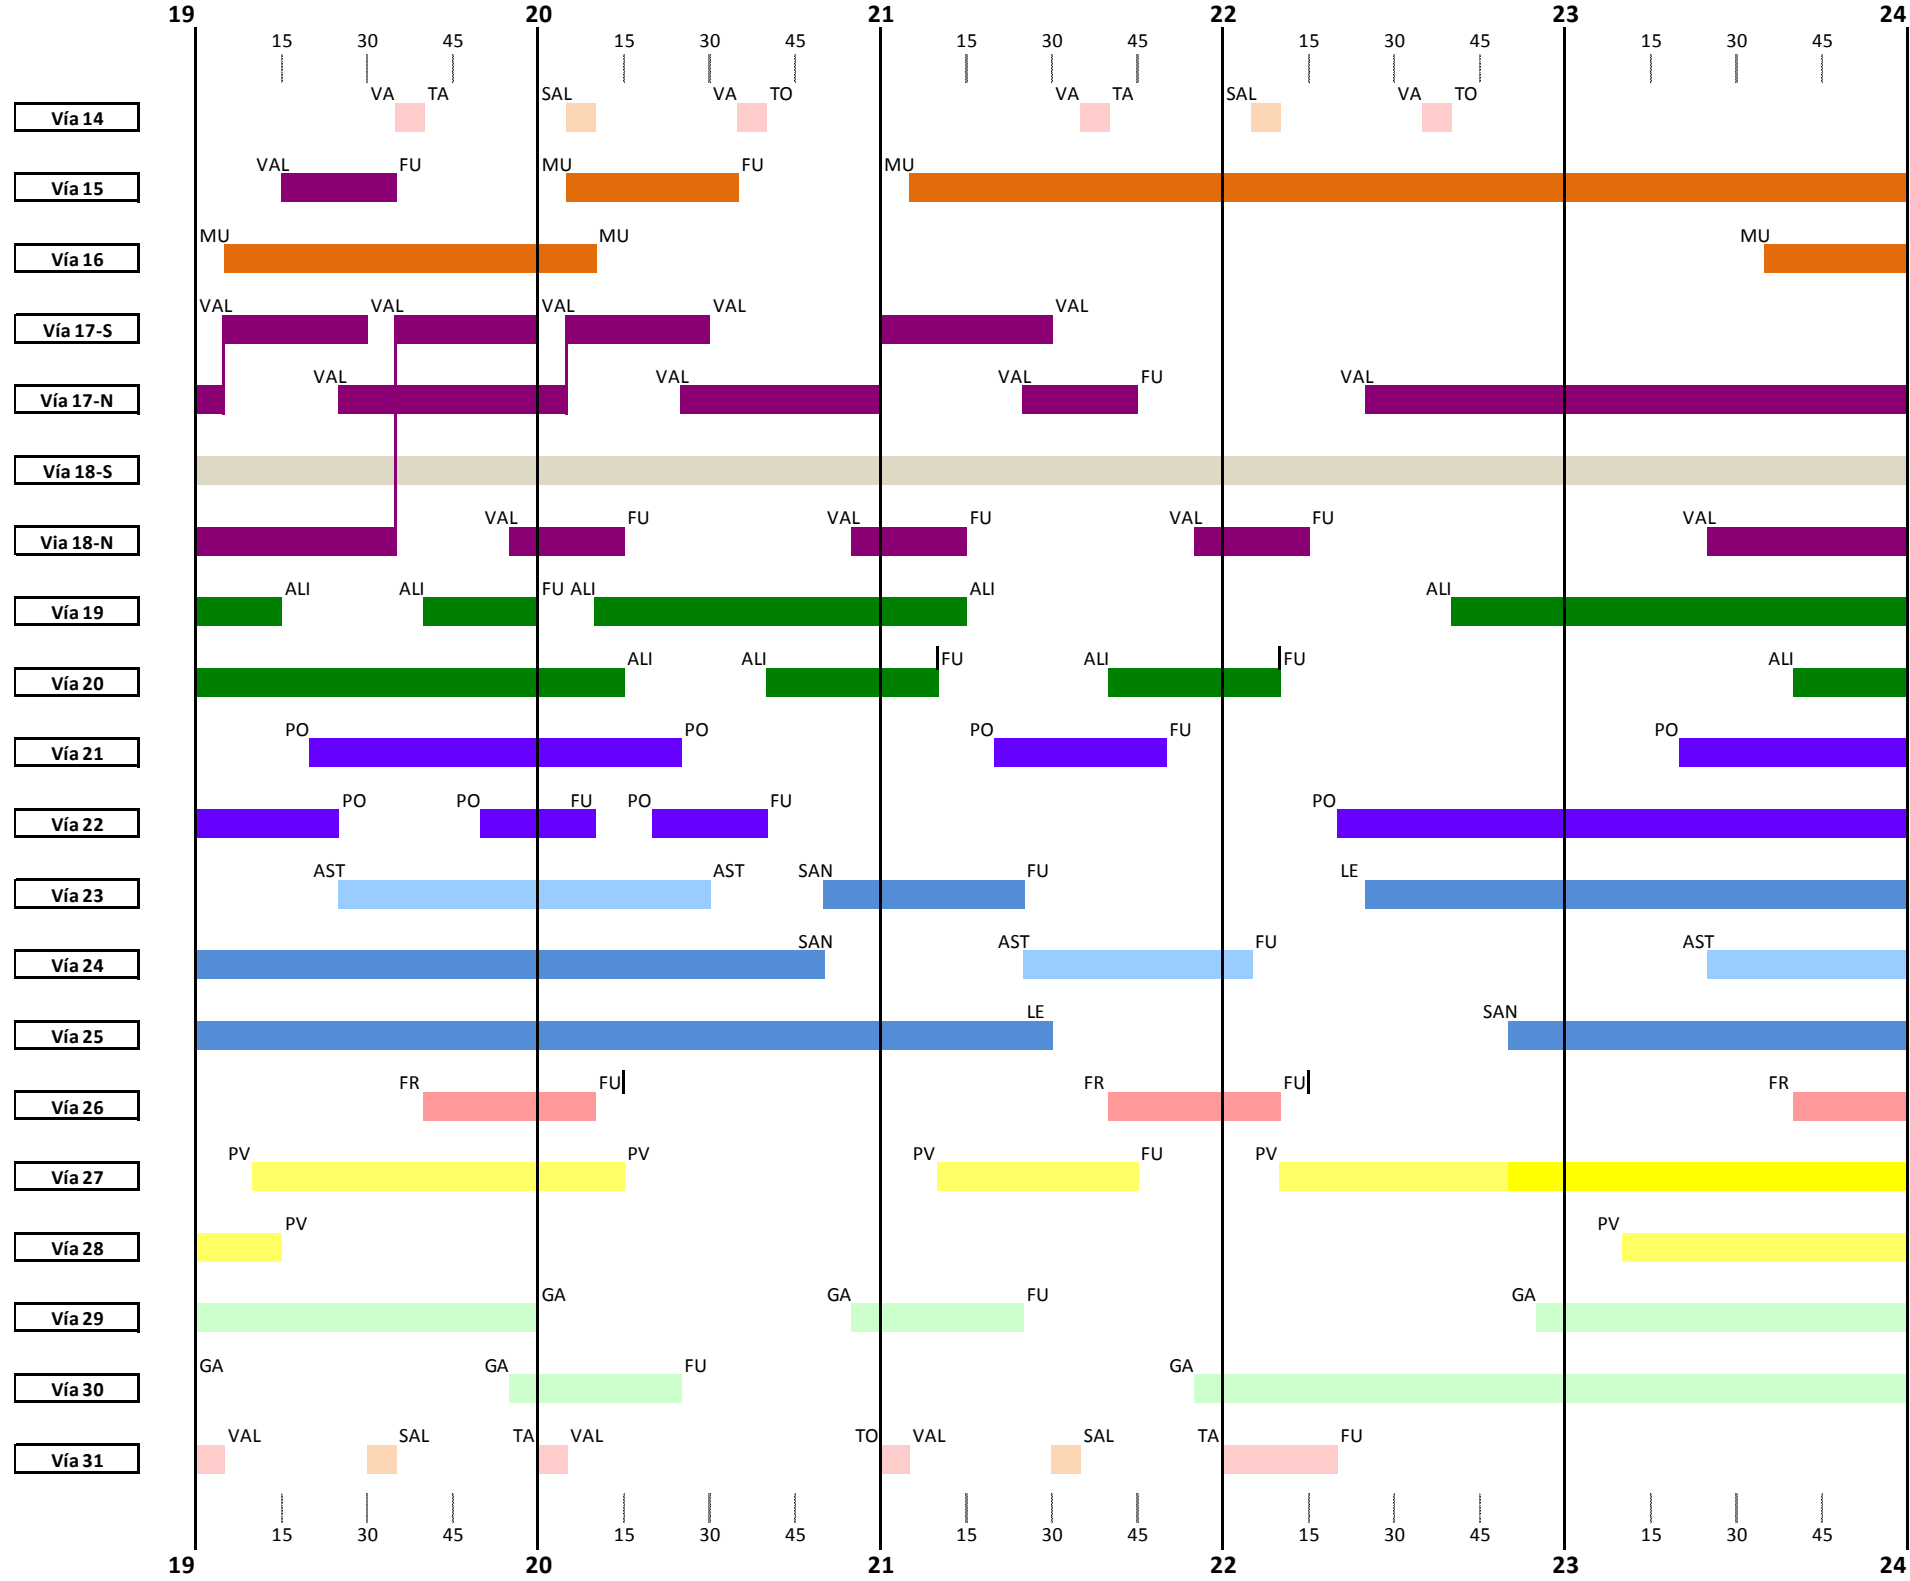 19 20 21 22 23 24
15 30 45 15 30 45 15 30 45 15 30 45 15 30 45
Vía 14 VA TA SAL VA TO VA TA SAL VA TO
Vía 15 VAL FU MU FU MU
Vía 16 MU MU MU
Vía 17-S VAL VAL VAL VAL VAL
Vía 17-N VAL VAL VAL FU VAL
Vía 18-S
Via 18-N VAL FU VAL FU VAL FU VAL
Vía 19 ALI ALI FU ALI ALI ALI
Vía 20 ALI ALI FU ALI FU ALI
Vía 21 PO PO PO FU PO
Vía 22 PO PO FU PO FU PO
Vía 23 AST AST SAN FU LE
Vía 24 SAN AST FU AST
Vía 25 LE SAN
Vía 26 FR FU FR FU FR
Vía 27 PV PV PV FU PV
Vía 28 PV PV
Vía 29 GA GA FU GA
Vía 30 GA GA FU GA
Vía 31 VAL SAL TA VAL TO VAL SAL TA FU
15 30 45 15 30 45 15 30 45 15 30 45 15 30 45
19 20 21 22 23 24